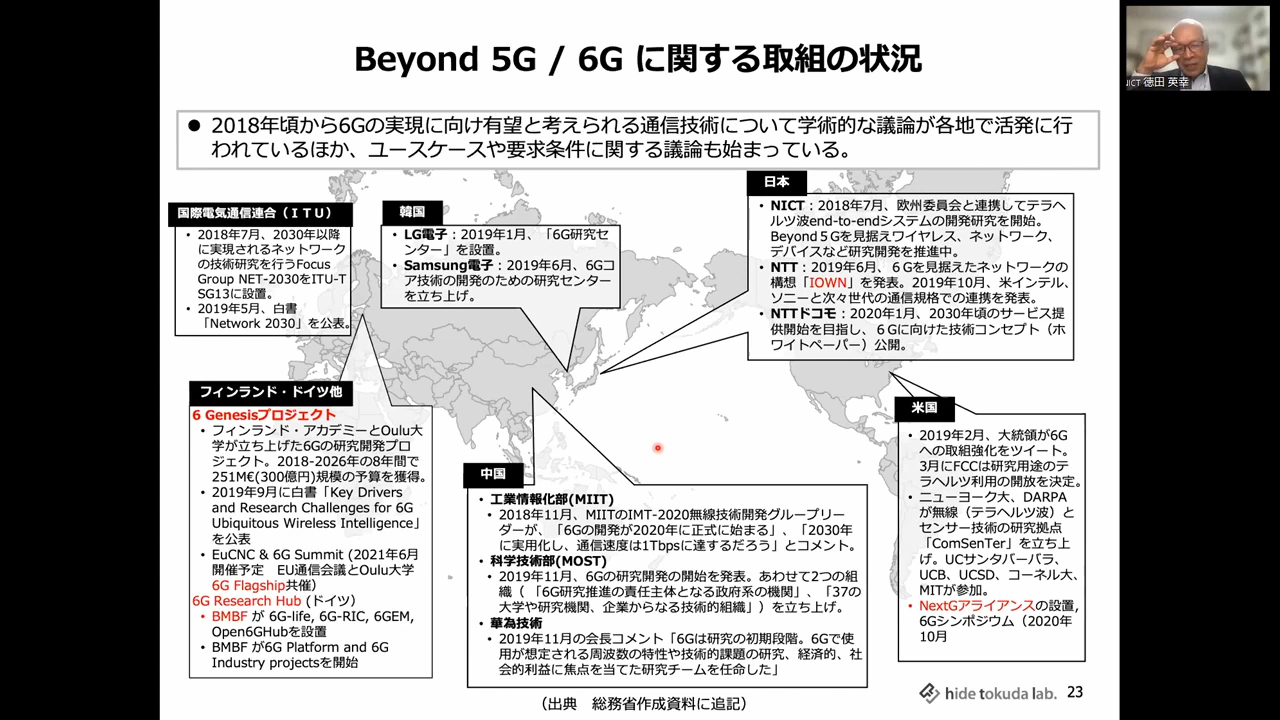 Beyond 5G / 6G に関する取組の状況
NICT 徳田 英幸
● 2018年頃から6Gの実現に向け有望と考えられる通信技術について学術的な議論が各地で活発に行
われているほか、ユースケースや要求条件に関する議論も始まっている。
国際電気通信連合（ＩＴＵ）
• 2018年7月、2030年以降
に実現されるネットワーク
の技術研究を行うFocus
Group NET-2030をITU-T
SG13に設置。
• 2019年5月、白書
「Network 2030」を公表。
韓国
• LG電子：2019年1月、「6G研究セ
ンター」を設置。
• Samsung電子：2019年6月、6Gコ
ア技術の開発のための研究センター
を立ち上げ。
日本
• NICT：2018年7月、欧州委員会と連携してテラヘ
ルツ波end-to-endシステムの開発研究を開始。
Beyond５Gを見据えワイヤレス、ネットワーク、
デバイスなど研究開発を推進中。
• NTT：2019年6月、６Gを見据えたネットワークの
構想「IOWN」を発表。2019年10月、米インテル、
ソニーと次々世代の通信規格での連携を発表。
• NTTドコモ：2020年1月、2030年頃のサービス提
供開始を目指し、６Gに向けた技術コンセプト（ホ
ワイトペーパー）公開。
フィンランド・ドイツ他
6 Genesisプロジェクト
• フィンランド・アカデミーとOulu大
学が立ち上げた6Gの研究開発プロ
ジェクト。2018-2026年の8年間で
251M€(300億円)規模の予算を獲得。
• 2019年9月に白書「Key Drivers
and Research Challenges for 6G
Ubiquitous Wireless Intelligence」
を公表
• EuCNC & 6G Summit (2021年6月
開催予定　EU通信会議とOulu大学
6G Flagship共催）
6G Research Hub (ドイツ）
• BMBF が 6G-life, 6G-RIC, 6GEM,
Open6GHubを設置
• BMBF が6G Platform and 6G
Industry projectsを開始
中国
• 工業情報化部(MIIT）
• 2018年11月、MIITのIMT-2020無線技術開発グループリー
ダーが、「6Gの開発が2020年に正式に始まる」、「2030年
に実用化し、通信速度は1Tbpsに達するだろう」とコメント。
• 科学技術部(MOST）
• 2019年11月、6Gの研究開発の開始を発表。あわせて2つの組
織（「6G研究推進の責任主体となる政府系の機関」、「37の
大学や研究機関、企業からなる技術的組織」）を立ち上げ。
• 華為技術
• 2019年11月の会長コメント「6Gは研究の初期段階。6Gで使
用が想定される周波数の特性や技術的課題の研究、経済的、社
会的利益に焦点を当てた研究チームを任命した」
米国
• 2019年2月、大統領が6G
への取組強化をツイート。
3月にFCCは研究用途のテ
ラヘルツ利用の開放を決定。
• ニューヨーク大、DARPA
が無線（テラヘルツ波）と
センサー技術の研究拠点
「ComSenTer」を立ち上
げ。UCサンタバーバラ、
UCB、UCSD、コーネル大、
MITが参加。
• NextGアライアンスの設置,
6Gシンポジウム（2020年
10月
（出典　総務省作成資料に追記）
hide tokuda lab. 23